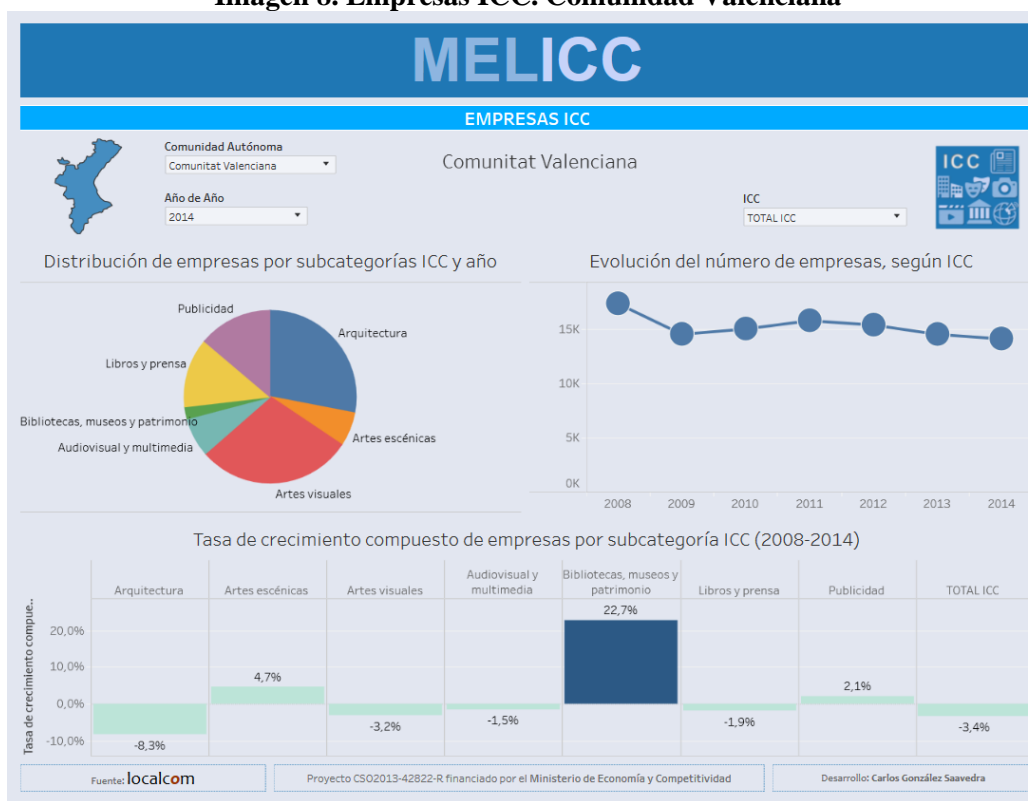 Imagen 8. Empresas ICC. Comunidad Valenciana
MELICC
EMPRESAS ICC
Comunidad Autónoma
Comunitat Valenciana
Año de Año
2014
Comunitat Valenciana
ICC
TOTAL ICC
ICC
Distribución de empresas por subcategorías ICC y año
Publicidad
Arquitectura
Libros y prensa
Bibliotecas, museos y patrimonio
Artes escénicas
Audiovisual y multimedia
Artes visuales
Evolución del número de empresas, según ICC
15K
10K
5K
0K
2008 2009 2010 2011 2012 2013 2014
Tasa de crecimiento compuesto de empresas por subcategoría ICC (2008-2014)
Arquitectura
Artes escénicas
Artes visuales
Audiovisual y
multimedia
Bibliotecas, museos y
patrimonio
Libros y prensa
Publicidad
TOTAL ICC
Tasa de crecimiento compue..
20,0%
10,0%
0,0%
-10,0%
-8,3%
4,7%
-3,2%
-1,5%
22,7%
-1,9%
2,1%
-3,4%
Fuente: localcom
Proyecto CSO2013-42822-R financiado por el Ministerio de Economía y Competitividad
Desarrollo: Carlos González Saavedra